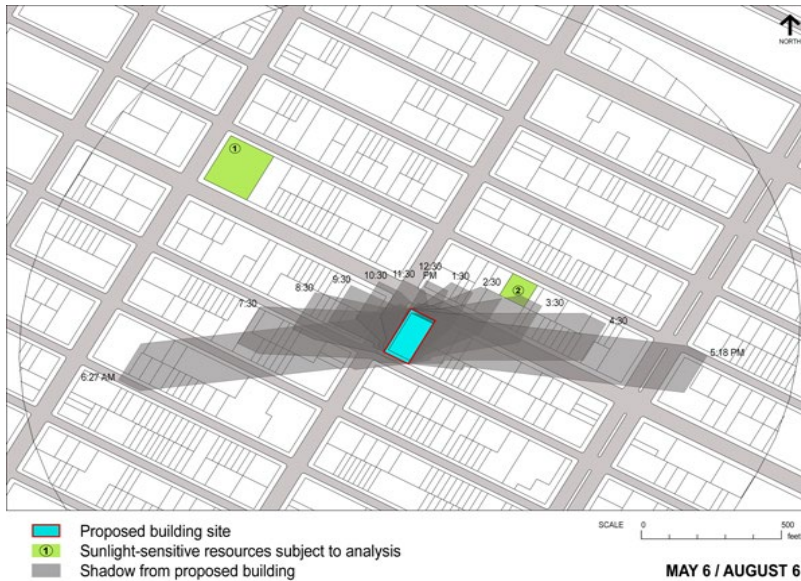 NORTH
①
12:30
PM
11:30
10:30
1:30
9:30
2:30
8:30
②
7:30
3:30
4:30
5:18 PM
6:27 AM
Proposed building site
① Sunlight-sensitive resources subject to analysis
Shadow from proposed building
SCALE 0 500
feet
MAY 6 / AUGUST 6